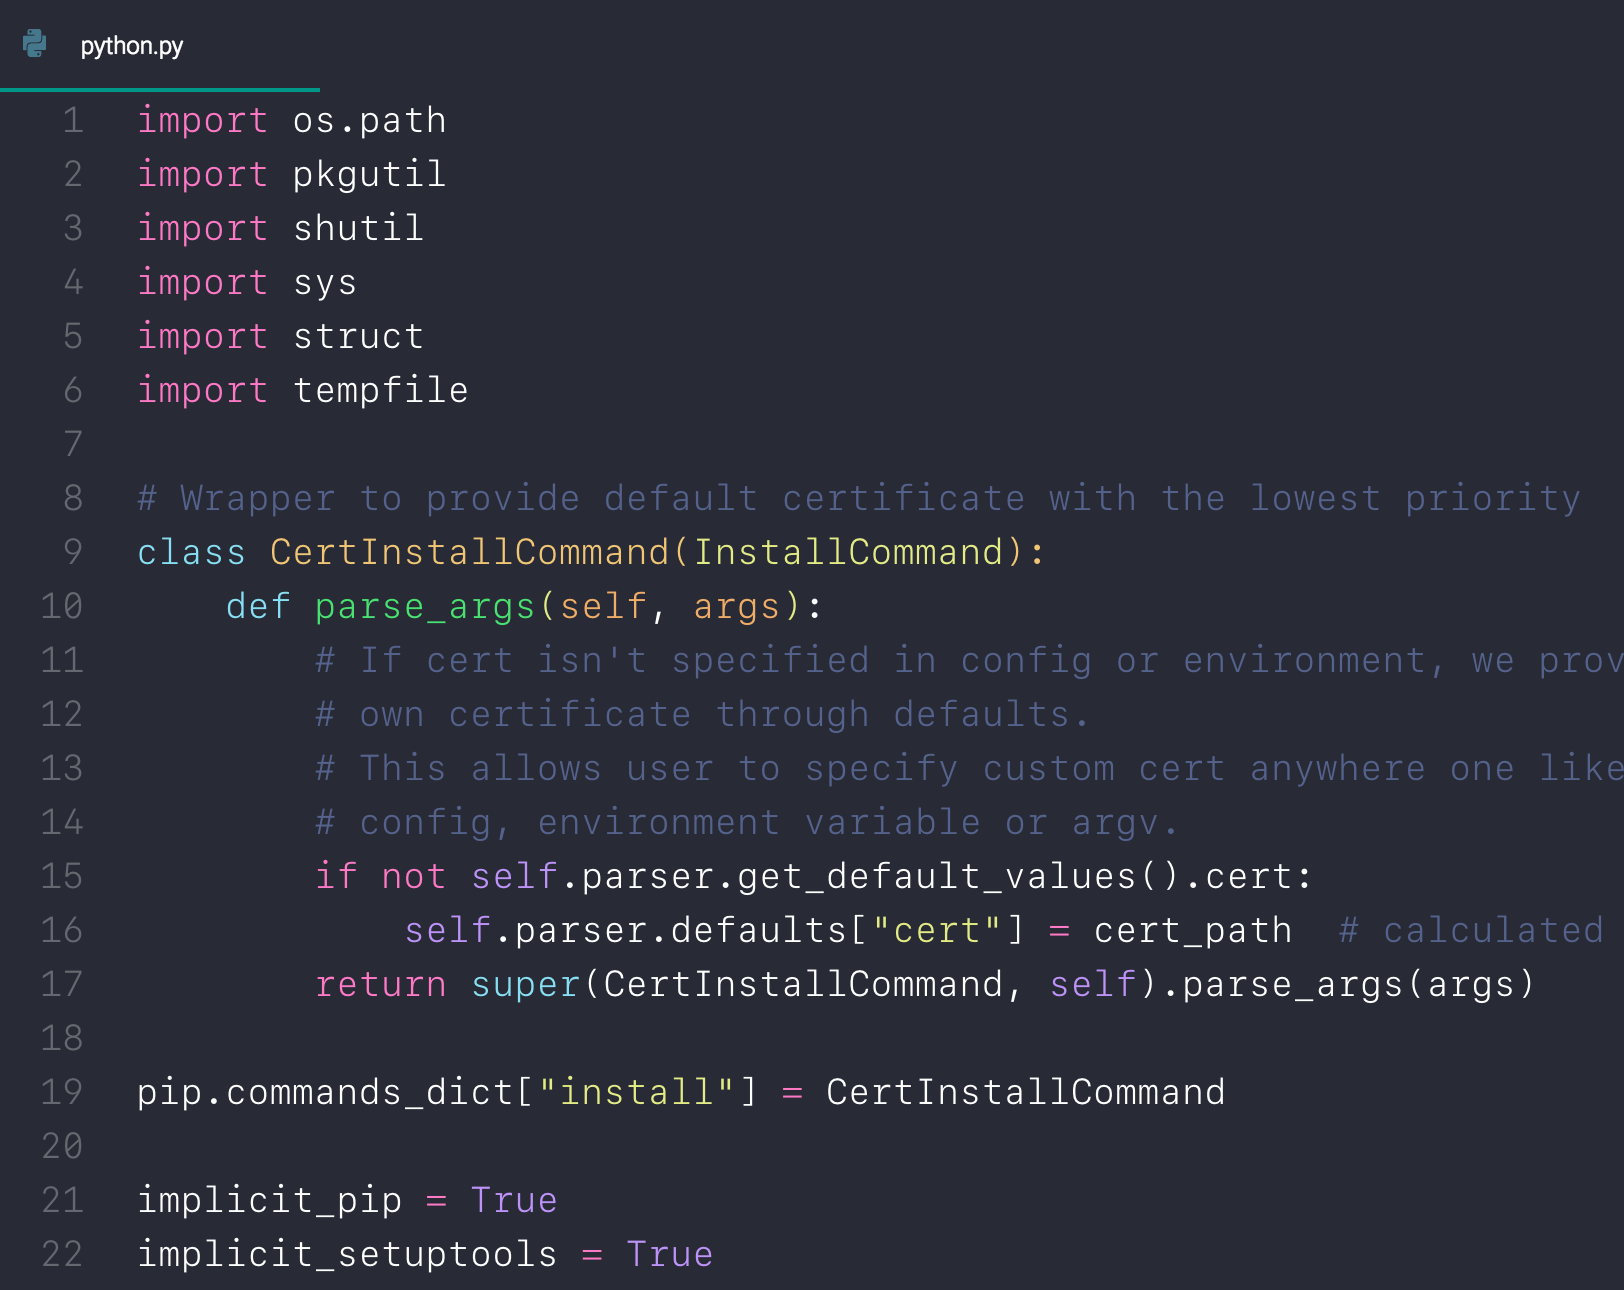 python.py
1 import os.path
2 import pkgutil
3 import shutil
4 import sys
5 import struct
6 import tempfile
7
8 # Wrapper to provide default certificate with the lowest priority
9 class CertInstallCommand(InstallCommand):
10     def parse_args(self, args):
11         # If cert isn't specified in config or environment, we prov
12         # own certificate through defaults.
13         # This allows user to specify custom cert anywhere one like
14         # config, environment variable or argv.
15         if not self.parser.get_default_values().cert:
16             self.parser.defaults["cert"] = cert_path  # calculated
17         return super(CertInstallCommand, self).parse_args(args)
18
19 pip.commands_dict["install"] = CertInstallCommand
20
21 implicit_pip = True
22 implicit_setuptools = True